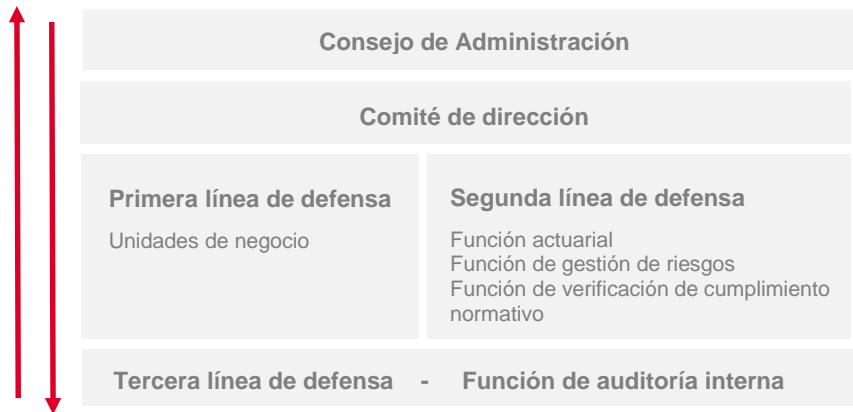 Consejo de Administración
Comité de dirección
Primera línea de defensa
Unidades de negocio
Segunda línea de defensa
Función actuarial
Función de gestión de riesgos
Función de verificación de cumplimiento
normativo
Tercera línea de defensa - Función de auditoría interna